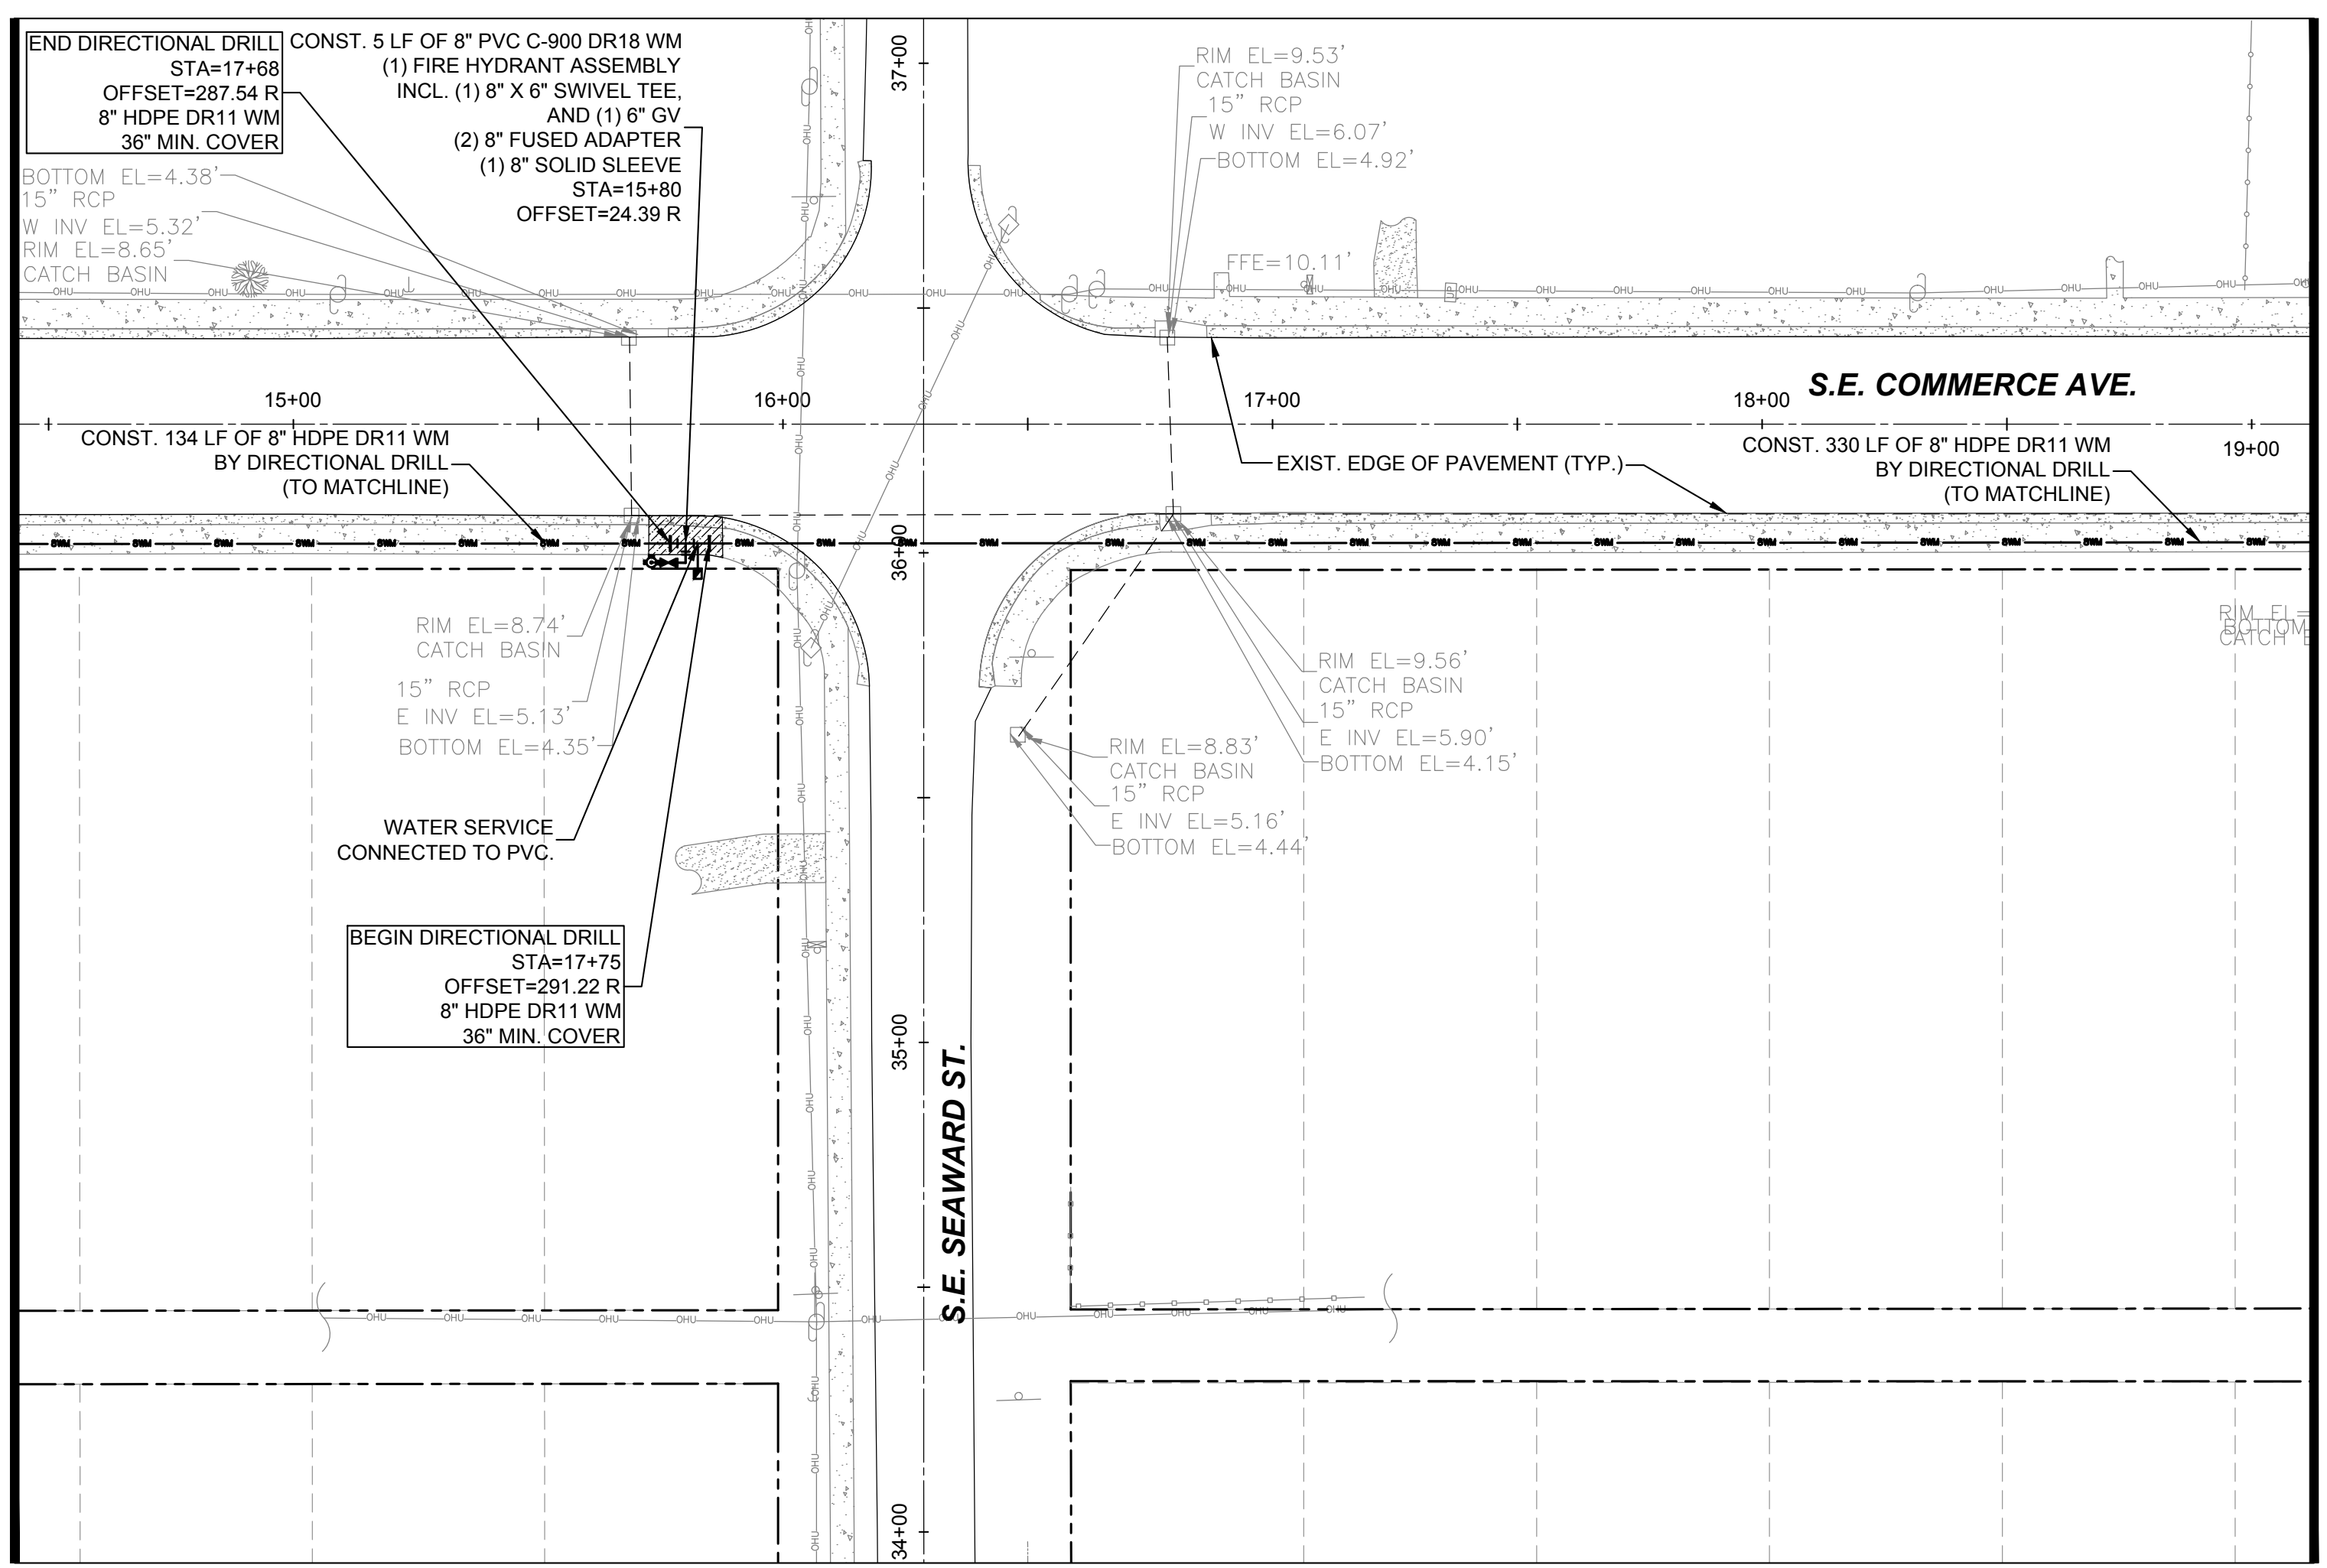 END DIRECTIONAL DRILL
STA=17+68
OFFSET=287.54 R
8" HDPE DR11 WM
36" MIN. COVER
CONST. 5 LF OF 8" PVC C-900 DR18 WM
(1) FIRE HYDRANT ASSEMBLY
INCL. (1) 8" X 6" SWIVEL TEE,
AND (1) 6" GV
(2) 8" FUSED ADAPTER
(1) 8" SOLID SLEEVE
STA=15+80
OFFSET=24.39 R
37+00
RIM EL=9.53'
CATCH BASIN
15" RCP
W INV EL=6.07'
BOTTOM EL=4.92'
BOTTOM EL=4.38'
15" RCP
W INV EL=5.32'
RIM EL=8.65'
CATCH BASIN
FFE=10.11'
15+00
16+00
17+00
18+00
S.E. COMMERCE AVE.
CONST. 134 LF OF 8" HDPE DR11 WM
BY DIRECTIONAL DRILL
(TO MATCHLINE)
EXIST. EDGE OF PAVEMENT (TYP.)
CONST. 330 LF OF 8" HDPE DR11 WM
BY DIRECTIONAL DRILL
(TO MATCHLINE)
19+00
36+00
RIM EL=8.74'
CATCH BASIN
15" RCP
E INV EL=5.13'
BOTTOM EL=4.35'
RIM EL=9.56'
CATCH BASIN
15" RCP
E INV EL=5.90'
BOTTOM EL=4.15'
RIM EL=8.83'
CATCH BASIN
15" RCP
E INV EL=5.16'
BOTTOM EL=4.44'
RIM EL=
BOTTOM
CATCH
WATER SERVICE
CONNECTED TO PVC.
BEGIN DIRECTIONAL DRILL
STA=17+75
OFFSET=291.22 R
8" HDPE DR11 WM
36" MIN. COVER
35+00
S.E. SEAWARD ST.
34+00